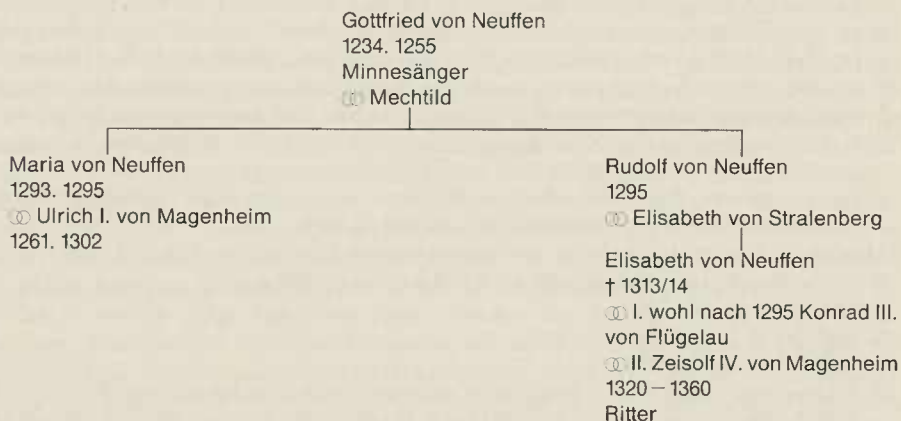 Gottfried von Neuffen
1234. 1255
Minnesänger
⚭ Mechtild
Maria von Neuffen
1293. 1295
⚭ Ulrich I. von Magenheim
1261. 1302
Rudolf von Neuffen
1295
⚭ Elisabeth von Stralenberg
Elisabeth von Neuffen
† 1313/14
⚭ I. wohl nach 1295 Konrad III.
von Flügelau
⚭ II. Zeisolf IV. von Magenheim
1320 – 1360
Ritter